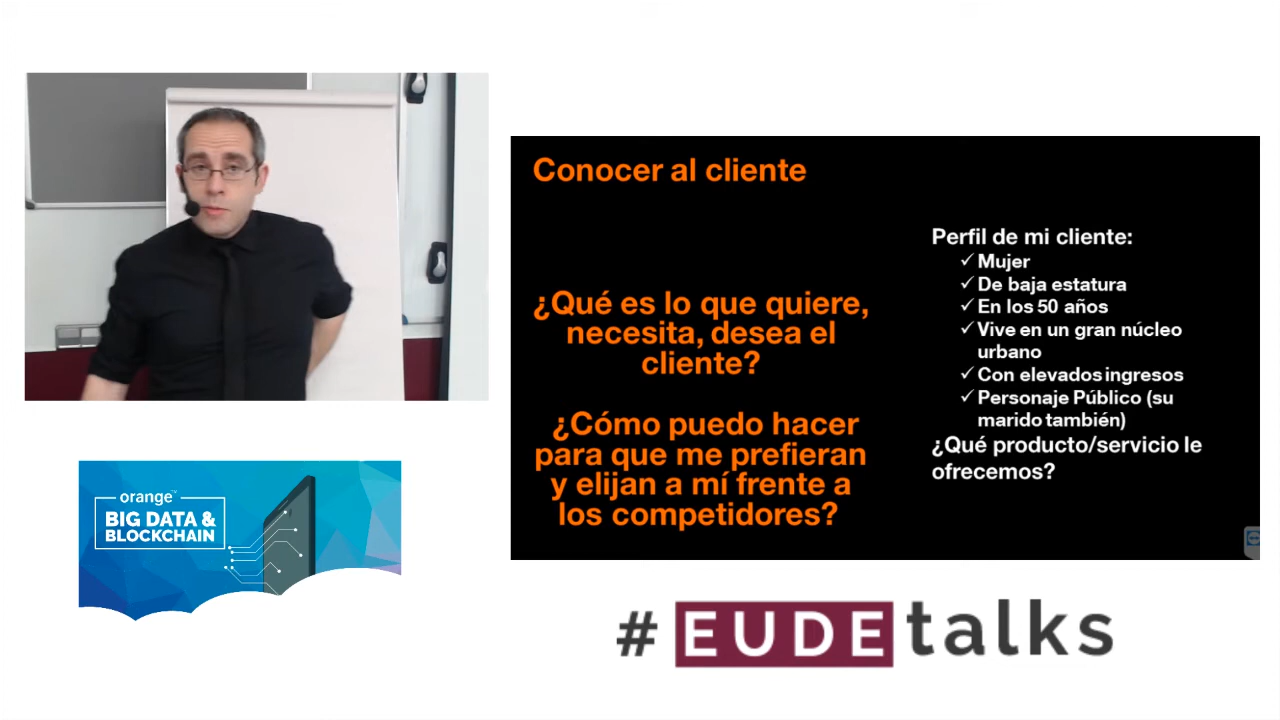 Conocer al cliente
¿Qué es lo que quiere,
necesita, desea el
cliente?
¿Cómo puedo hacer
para que me prefieran
y elijan a mí frente a
los competidores?
Perfil de mi cliente:
✓ Mujer
✓ De baja estatura
✓ En los 50 años
✓ Vive en un gran núcleo
urbano
✓ Con elevados ingresos
✓ Personaje Público (su
marido también)
¿Qué producto/servicio le
ofrecemos?
orange™
BIG DATA &
BLOCKCHAIN
# EUDE talks